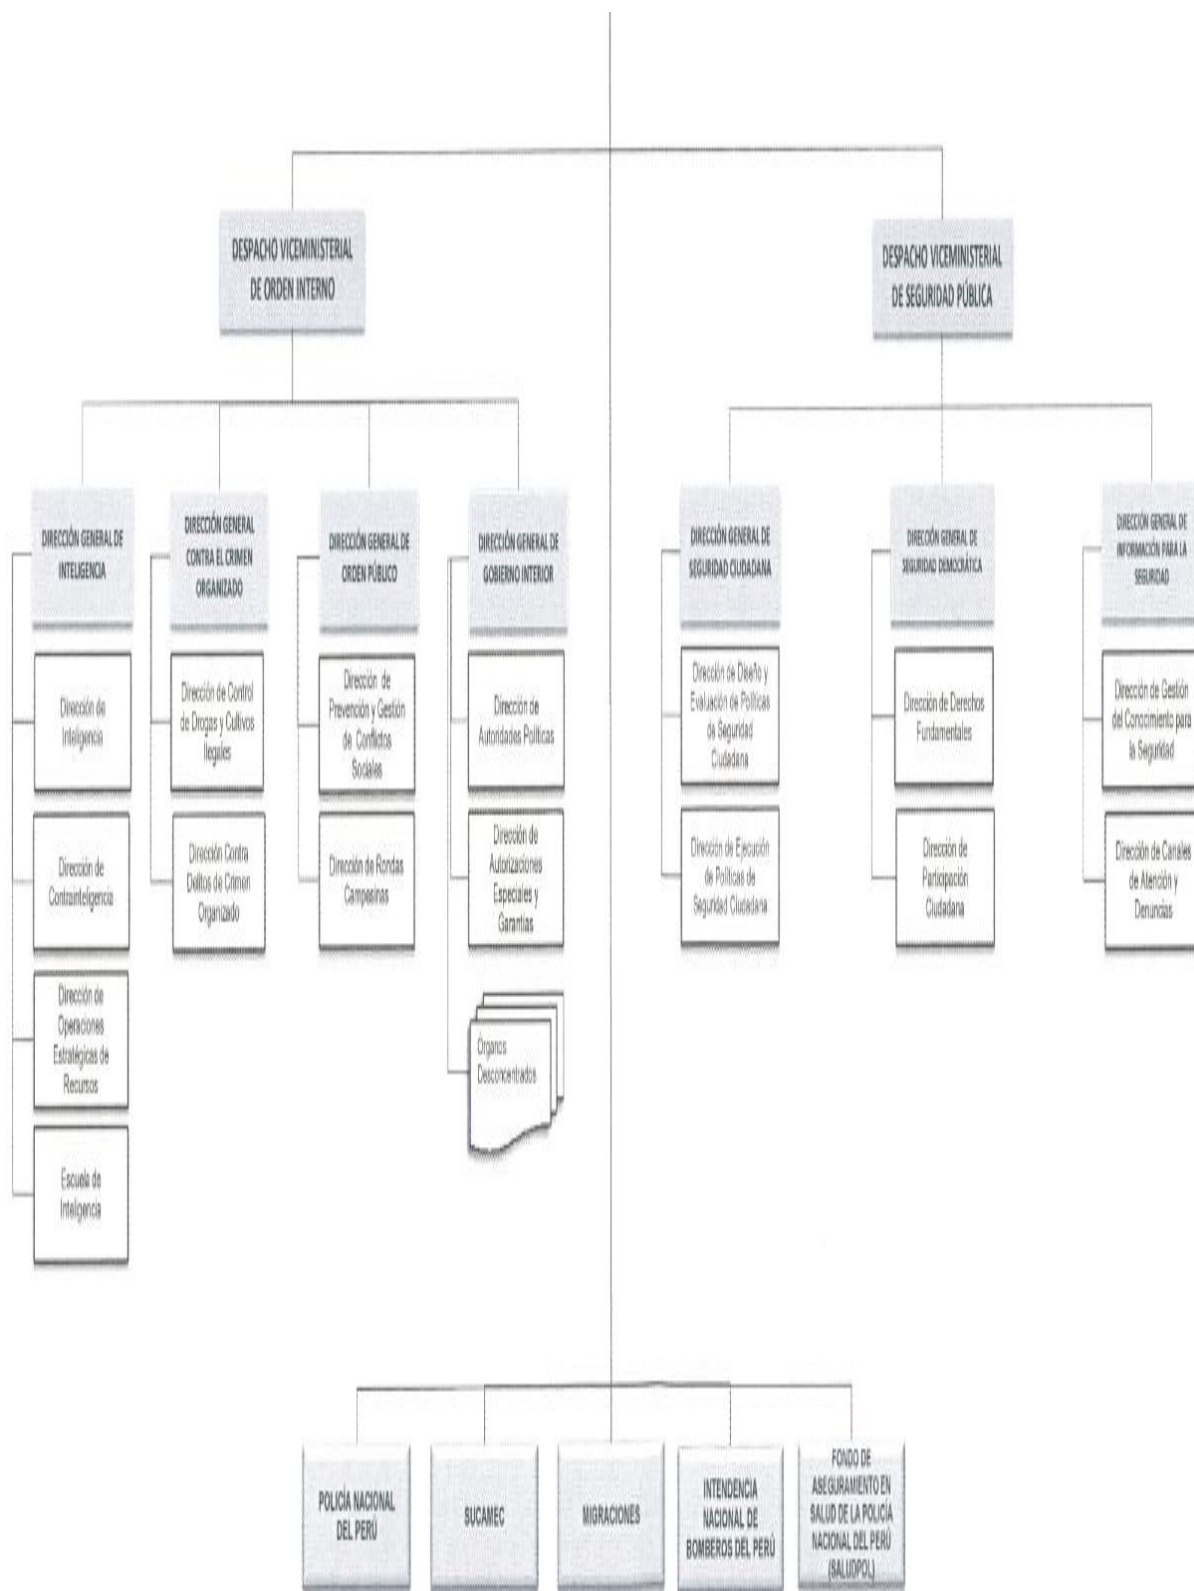 DESPACHO VICEMINISTERIAL
DE ORDEN INTERNO
DESPACHO VICEMINISTERIAL
DE SEGURIDAD PÚBLICA
DIRECCIÓN GENERAL DE
INTELIGENCIA
DIRECCIÓN GENERAL
CONTRA EL CRIMEN
ORGANIZADO
DIRECCIÓN GENERAL DE
ORDEN PÚBLICO
DIRECCIÓN GENERAL DE
GOBIERNO INTERIOR
DIRECCIÓN GENERAL DE
SEGURIDAD CIUDADANA
DIRECCIÓN GENERAL DE
SEGURIDAD DEMOCRÁTICA
DIRECCIÓN GENERAL DE
INFORMACIÓN PARA LA
SEGURIDAD
Dirección de
Inteligencia
Dirección de Control
de Drogas y Cultivos
Ilegales
Dirección de
Prevención y Gestión
de Conflictos
Sociales
Dirección de
Autoridades Políticas
Dirección de Diseño y
Evaluación de Políticas
de Seguridad
Ciudadana
Dirección de Derechos
Fundamentales
Dirección de Gestión
del Conocimiento para
la Seguridad
Dirección de
Contrainteligencia
Dirección Contra
Delitos de Crimen
Organizado
Dirección de Rondas
Campesinas
Dirección de
Autorizaciones
Especiales y
Garantías
Dirección de Ejecución
de Políticas de
Seguridad Ciudadana
Dirección de
Participación
Ciudadana
Dirección de Canales
de Atención y
Denuncias
Dirección de
Operaciones
Estratégicas de
Recursos
Órganos
Desconcentrados
Escuela de
Inteligencia
POLICÍA NACIONAL
DEL PERÚ
SUCAMEC
MIGRACIONES
INTENDENCIA
NACIONAL DE
BOMBEROS DEL PERÚ
FONDO DE
ASEGURAMIENTO EN
SALUD DE LA POLICÍA
NACIONAL DEL PERÚ
(SALUDPOL)